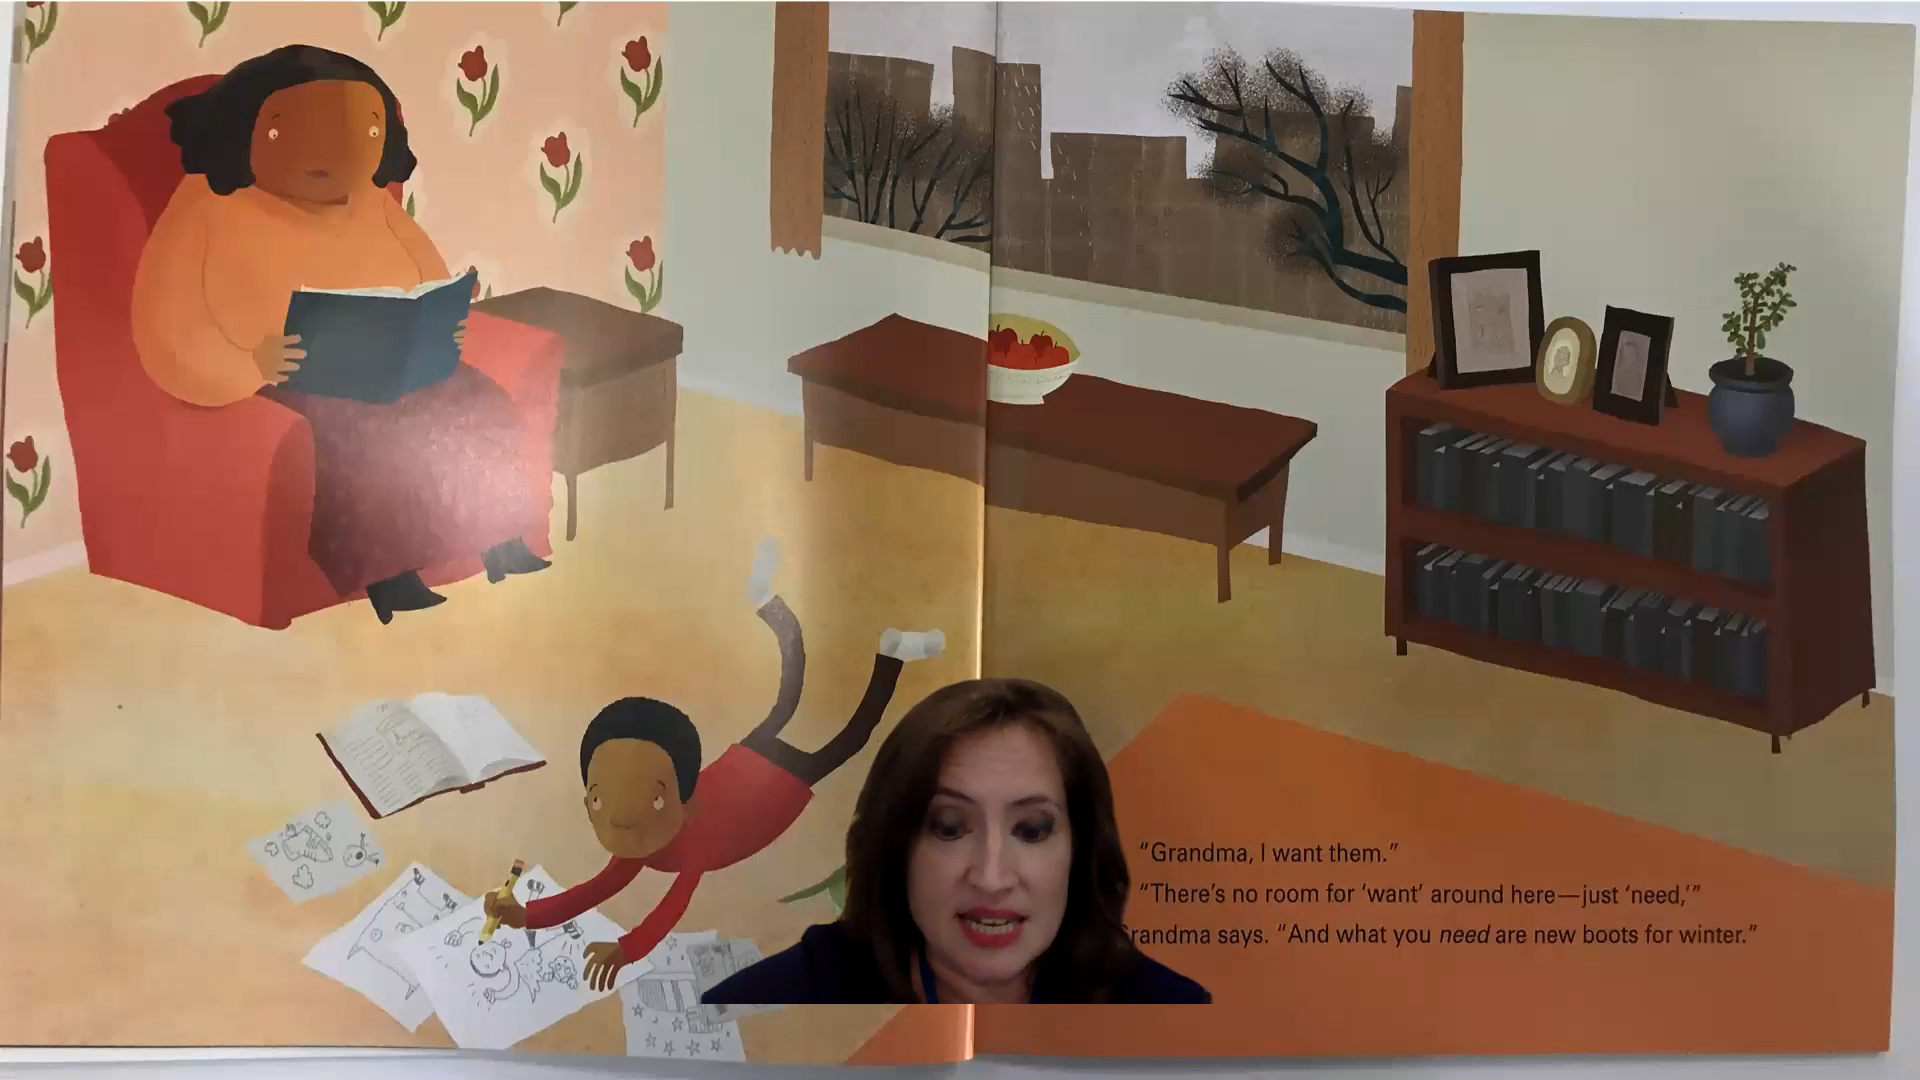 “Grandma, I want them.”
“There’s no room for ‘want’ around here—just ‘need,’”
randma says. “And what you need are new boots for winter.”